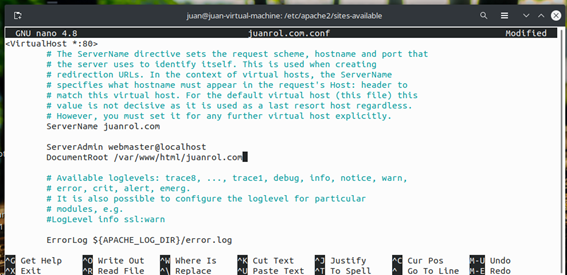 juan@juan-virtual-machine: /etc/apache2/sites-available
GNU nano 4.8 juanrol.com.conf Modified
<VirtualHost *:80>
# The ServerName directive sets the request scheme, hostname and port that
# the server uses to identify itself. This is used when creating
# redirection URLs. In the context of virtual hosts, the ServerName
# specifies what hostname must appear in the request's Host: header to
# match this virtual host. For the default virtual host (this file) this
# value is not decisive as it is used as a last resort host regardless.
# However, you must set it for any further virtual host explicitly.
ServerName juanrol.com
ServerAdmin webmaster@localhost
DocumentRoot /var/www/html/juanrol.com
# Available loglevels: trace8, ..., trace1, debug, info, notice, warn,
# error, crit, alert, emerg.
# It is also possible to configure the loglevel for particular
# modules, e.g.
#LogLevel info ssl:warn
ErrorLog ${APACHE_LOG_DIR}/error.log
^G Get Help ^O Write Out ^W Where Is ^K Cut Text ^J Justify ^C Cur Pos M-U Undo
^X Exit ^R Read File ^\ Replace ^U Paste Text ^T To Spell ^_ Go To Line M-E Redo